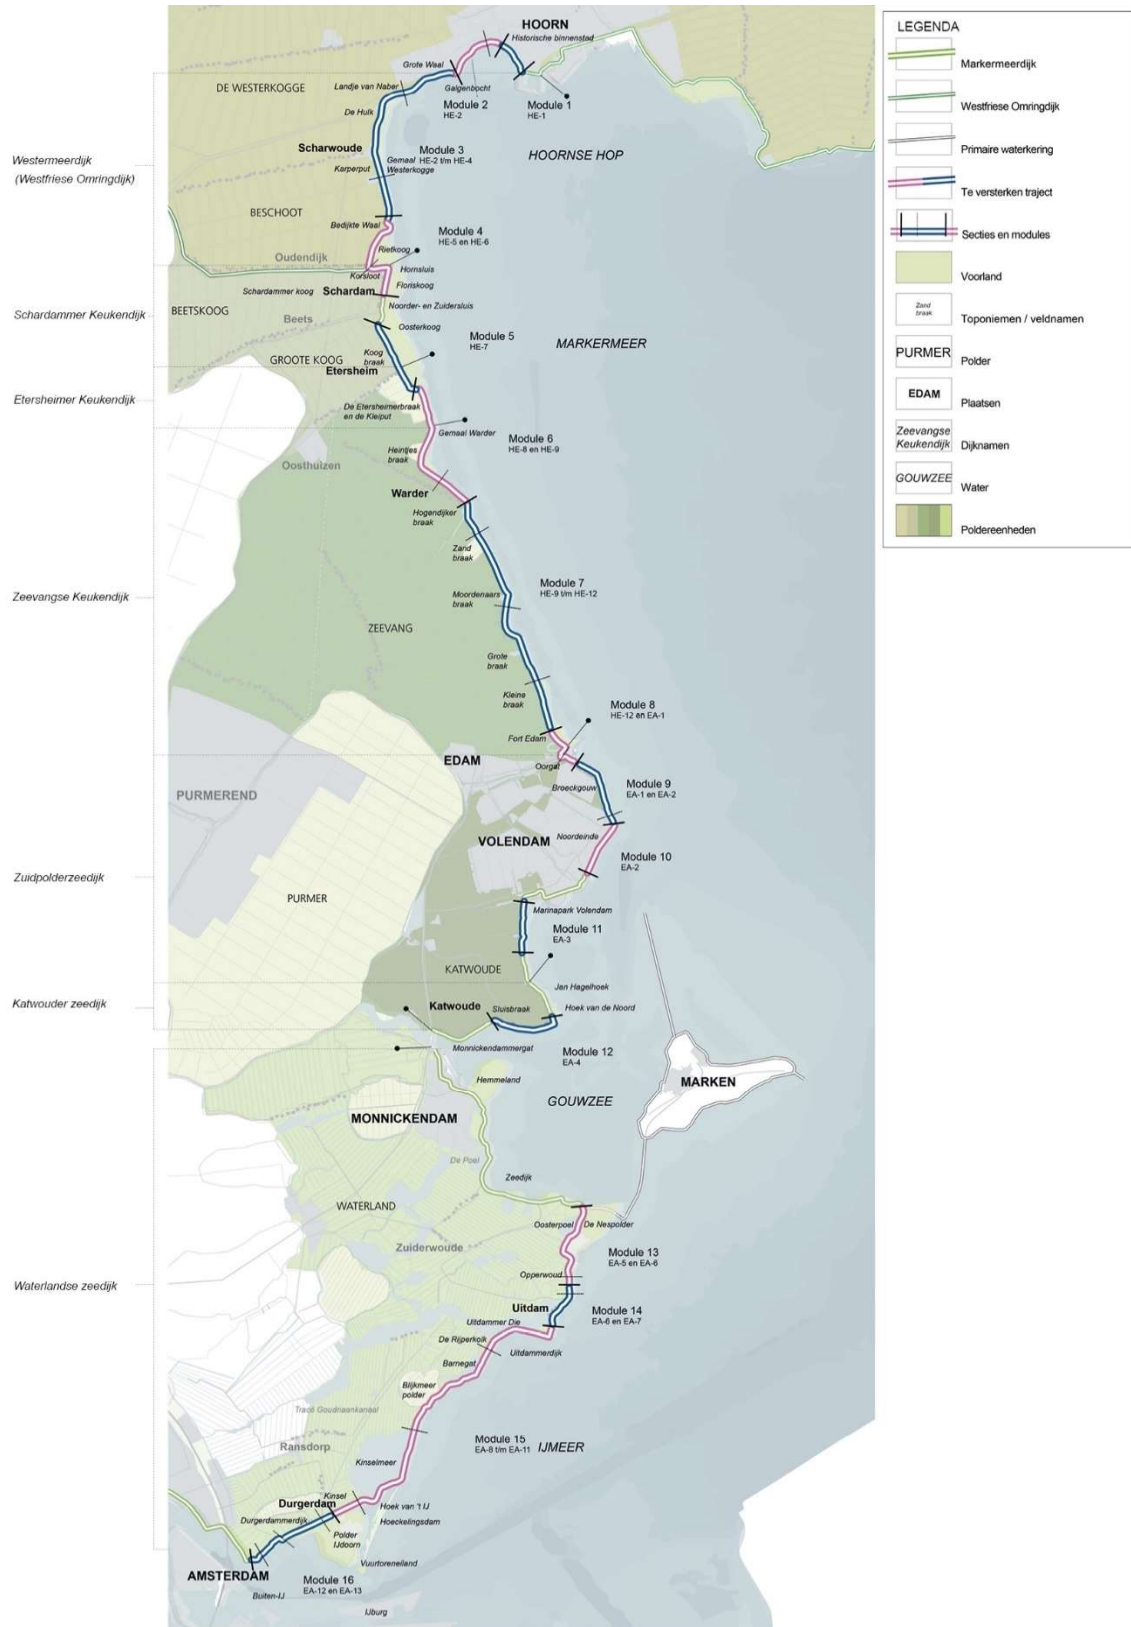 HOORN
Historische binnenstad
Grote Waal
Galgenbocht
Landje van Naber
DE WESTERKOGGE
De Hulk
Module 2
HE-2
Module 1
HE-1
Scharwoude
Module 3
HE-2 t/m HE-4
HOORNSE HOP
Gemaal
Westerkogge
Karperput
Westermeerdijk
(Westfriese Omringdijk)
BESCHOOT
Bedijkte Waal
Module 4
HE-5 en HE-6
Rietkoog
Oudendijk
Korsloot
Hornsluis
Floriskoog
Schardammer koog
Schardam
Noorder- en Zuidersluis
BEETSKOOG
Schardammer Keukendijk
Beets
Oosterkoog
Module 5
HE-7
MARKERMEER
GROOTE KOOG
Koog
braak
Etersheim
Etersheimer Keukendijk
De Etersheimerbraak
en de Kleiput
Gemaal Warder
Module 6
HE-8 en HE-9
Heintjes
braak
Oosthuizen
Warder
Hogendijker
braak
Zand
braak
Module 7
HE-9 t/m HE-12
Moordenaars
braak
Zeevangse Keukendijk
ZEEVANG
Grote
braak
Kleine
braak
Module 8
HE-12 en EA-1
Fort Edam
EDAM
Oorgat
Broeckgouw
Module 9
EA-1 en EA-2
PURMEREND
VOLENDAM
Noordeinde
Module 10
EA-2
Zuidpolderzeedijk
PURMER
Marinapark Volendam
Module 11
EA-3
KATWOUDE
Jan Hagelhoek
Katwouder zeedijk
Katwoude
Sluisbraak
Hoek van de Noord
Monnickendammergat
Module 12
EA-4
Hemmeland
GOUWZEE
MARKEN
MONNICKENDAM
De Poel
Zeedijk
WATERLAND
Oosterpoel
De Nespolder
Zuiderwoude
Module 13
EA-5 en EA-6
Opperwoud
Waterlandse zeedijk
Uitdam
Module 14
EA-6 en EA-7
Uitdammer Die
De Rijperkolk
Uitdammerdijk
Barnegat
Blijkmeer
polder
Tracé Goudriaankanaal
Ransdorp
Module 15
EA-8 t/m EA-11
IJMEER
Kinselmeer
Kinsel
Durgerdam
Hoek van 't IJ
Hoeckelingsdam
Durgerdammerdijk
Polder
IJdoorn
Vuurtoreneiland
AMSTERDAM
Module 16
EA-12 en EA-13
Buiten-IJ
IJburg
LEGENDA
Markermeerdijk
Westfriese Omringdijk
Primaire waterkering
Te versterken traject
Secties en modules
Voorland
Zand
braak
Toponiemen / veldnamen
PURMER
Polder
EDAM
Plaatsen
Zeevangse
Keukendijk
Dijknamen
GOUWZEE
Water
Poldereenheden